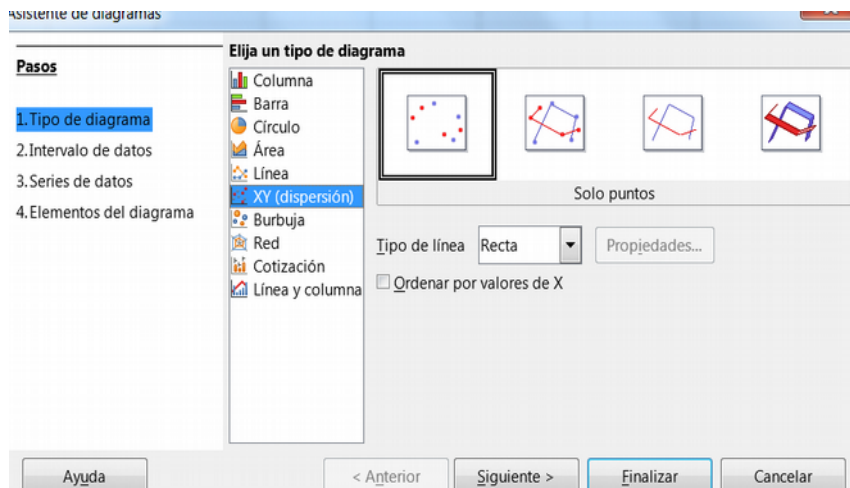 Asistente de diagramas
Pasos
1.Tipo de diagrama
2.Intervalo de datos
3.Series de datos
4.Elementos del diagrama
Elija un tipo de diagrama
Columna
Barra
Círculo
Área
Línea
XY (dispersión)
Burbuja
Red
Cotización
Línea y columna
Solo puntos
Tipo de línea Recta Propiedades...
Ordenar por valores de X
Ayuda < Anterior Siguiente > Finalizar Cancelar